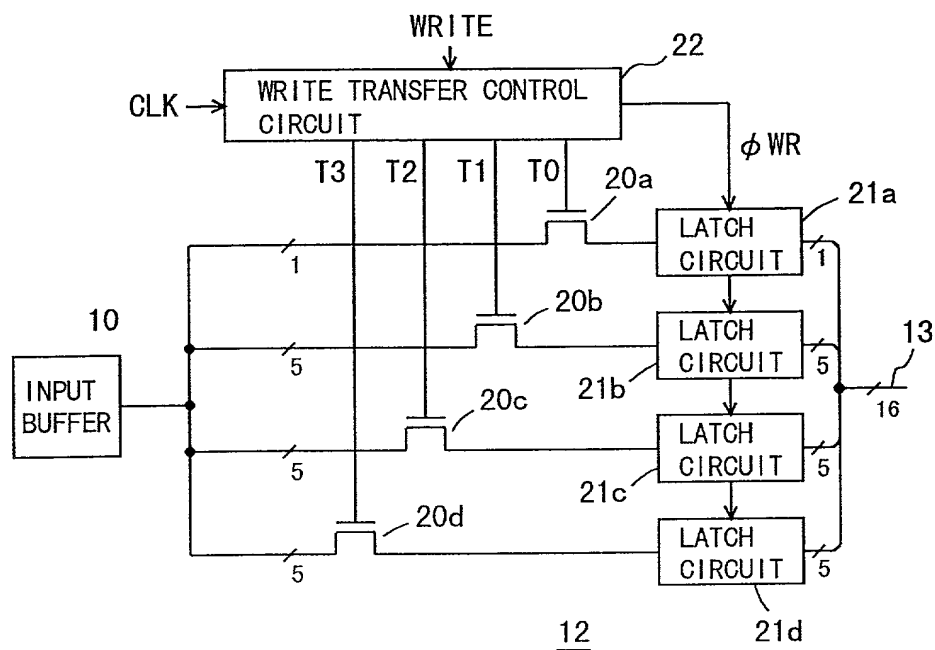 WRITE
22
CLK
WRITE TRANSFER CONTROL
CIRCUIT
φWR
T3 T2 T1 T0
20a
21a
LATCH
CIRCUIT
1
1
10
20b
LATCH
CIRCUIT
5
5
13
INPUT
BUFFER
20c
21b
16
LATCH
CIRCUIT
5
5
21c
20d
LATCH
CIRCUIT
5
5
12
21d